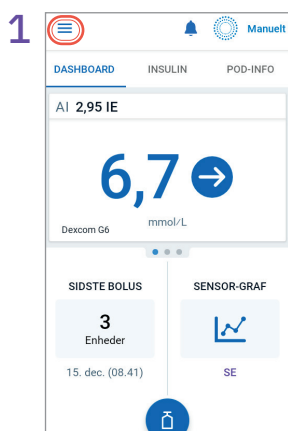 1
Manuelt
DASHBOARD INSULIN POD-INFO
AI 2,95 IE
6,7
mmol/L
Dexcom G6
SIDSTE BOLUS SENSOR-GRAF
3
Enheder
15. dec. (08.41) SE